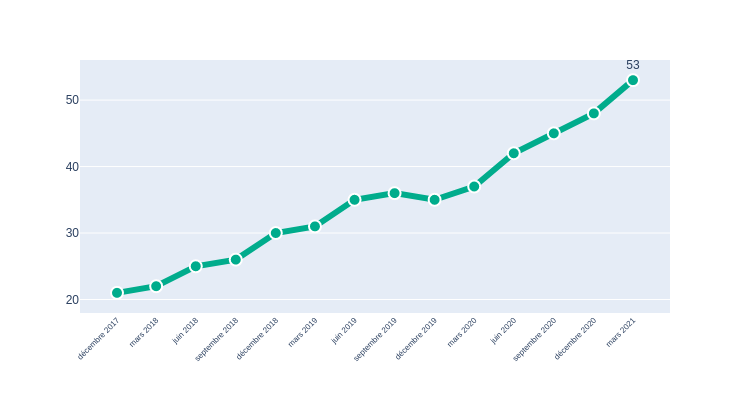 53
50
40
30
20
décembre 2017
mars 2018
juin 2018
septembre 2018
décembre 2018
mars 2019
juin 2019
septembre 2019
décembre 2019
mars 2020
juin 2020
septembre 2020
décembre 2020
mars 2021